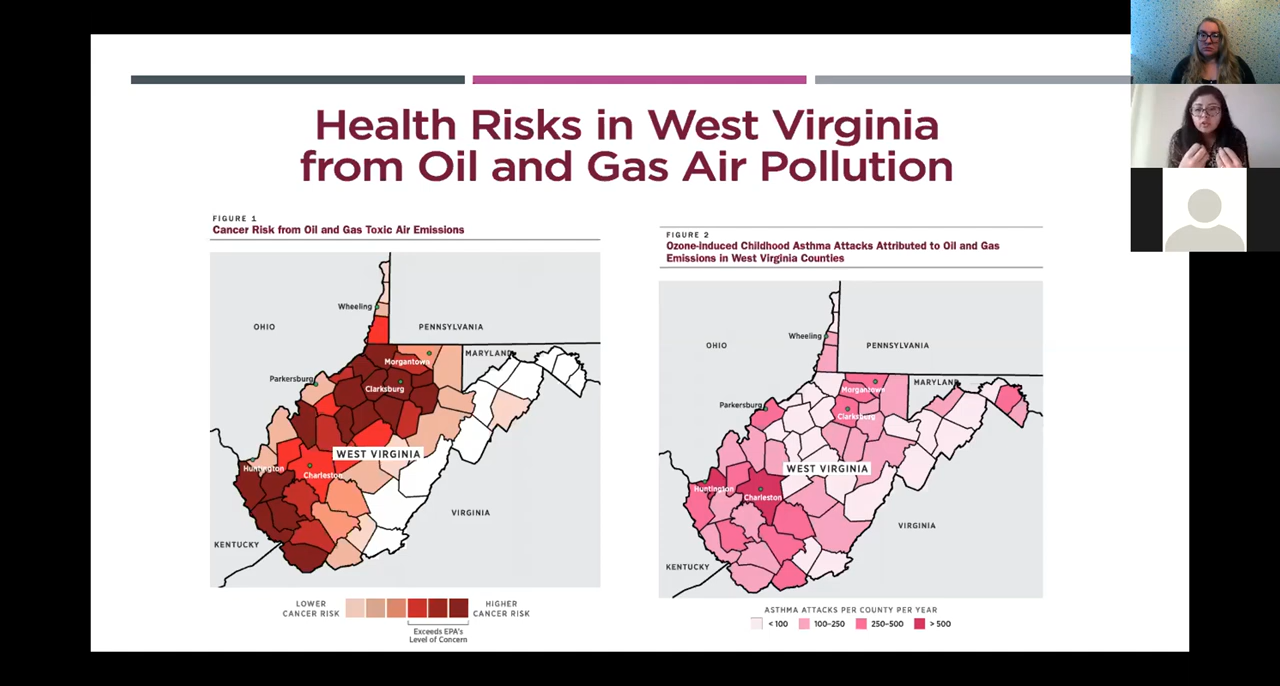 Health Risks in West Virginia
from Oil and Gas Air Pollution
FIGURE 1
Cancer Risk from Oil and Gas Toxic Air Emissions
Wheeling
OHIO
PENNSYLVANIA
Morgantown
MARYLAND
Parkersburg
Clarksburg
WEST VIRGINIA
Huntington
Charleston
VIRGINIA
KENTUCKY
LOWER
CANCER RISK
HIGHER
CANCER RISK
Exceeds EPA's
Level of Concern
FIGURE 2
Ozone-induced Childhood Asthma Attacks Attributed to Oil and Gas
Emissions in West Virginia Counties
Wheeling
OHIO
PENNSYLVANIA
MARYLAND
Morgantown
Parkersburg
Clarksburg
WEST VIRGINIA
Huntington
Charleston
VIRGINIA
KENTUCKY
ASTHMA ATTACKS PER COUNTY PER YEAR
< 100
100–250
250–500
> 500